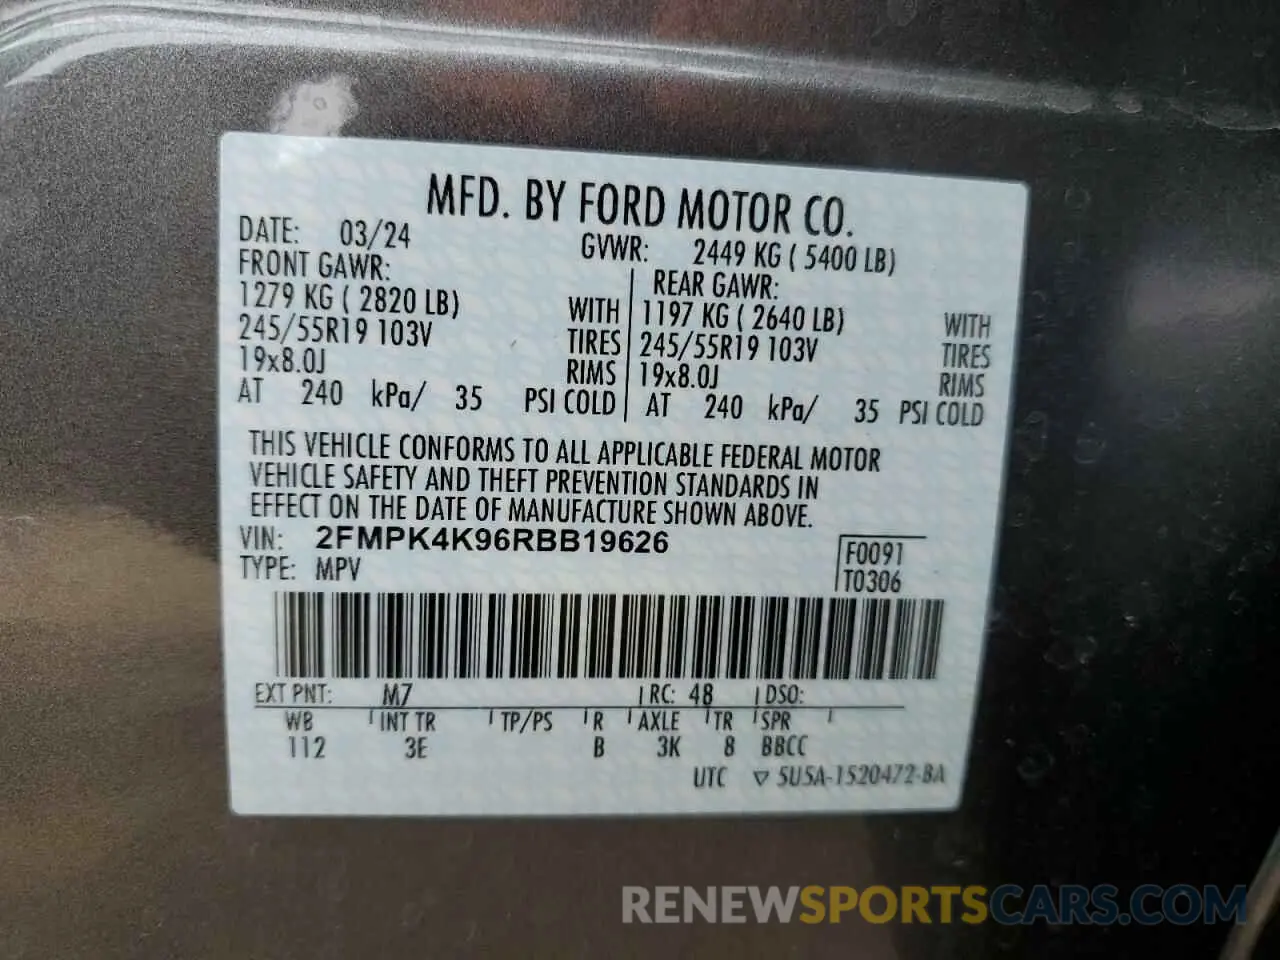 MFD. BY FORD MOTOR CO.
DATE: 03/24 GVWR: 2449 KG ( 5400 LB)
FRONT GAWR: REAR GAWR:
1279 KG ( 2820 LB) WITH 1197 KG ( 2640 LB) WITH
245/55R19 103V TIRES 245/55R19 103V TIRES
19x8.0J RIMS 19x8.0J RIMS
AT 240 kPa/ 35 PSI COLD AT 240 kPa/ 35 PSI COLD
THIS VEHICLE CONFORMS TO ALL APPLICABLE FEDERAL MOTOR
VEHICLE SAFETY AND THEFT PREVENTION STANDARDS IN
EFFECT ON THE DATE OF MANUFACTURE SHOWN ABOVE.
VIN: 2FMPK4K96RBB19626 F0091
TYPE: MPV T0306
EXT PNT: M7 RC: 48 DSO:
WB INT TR TP/PS R AXLE TR SPR
112 3E B 3K 8 BBCC
UTC ▽ 5U5A-1520472-BA
RENEWSPORTSCARS.COM